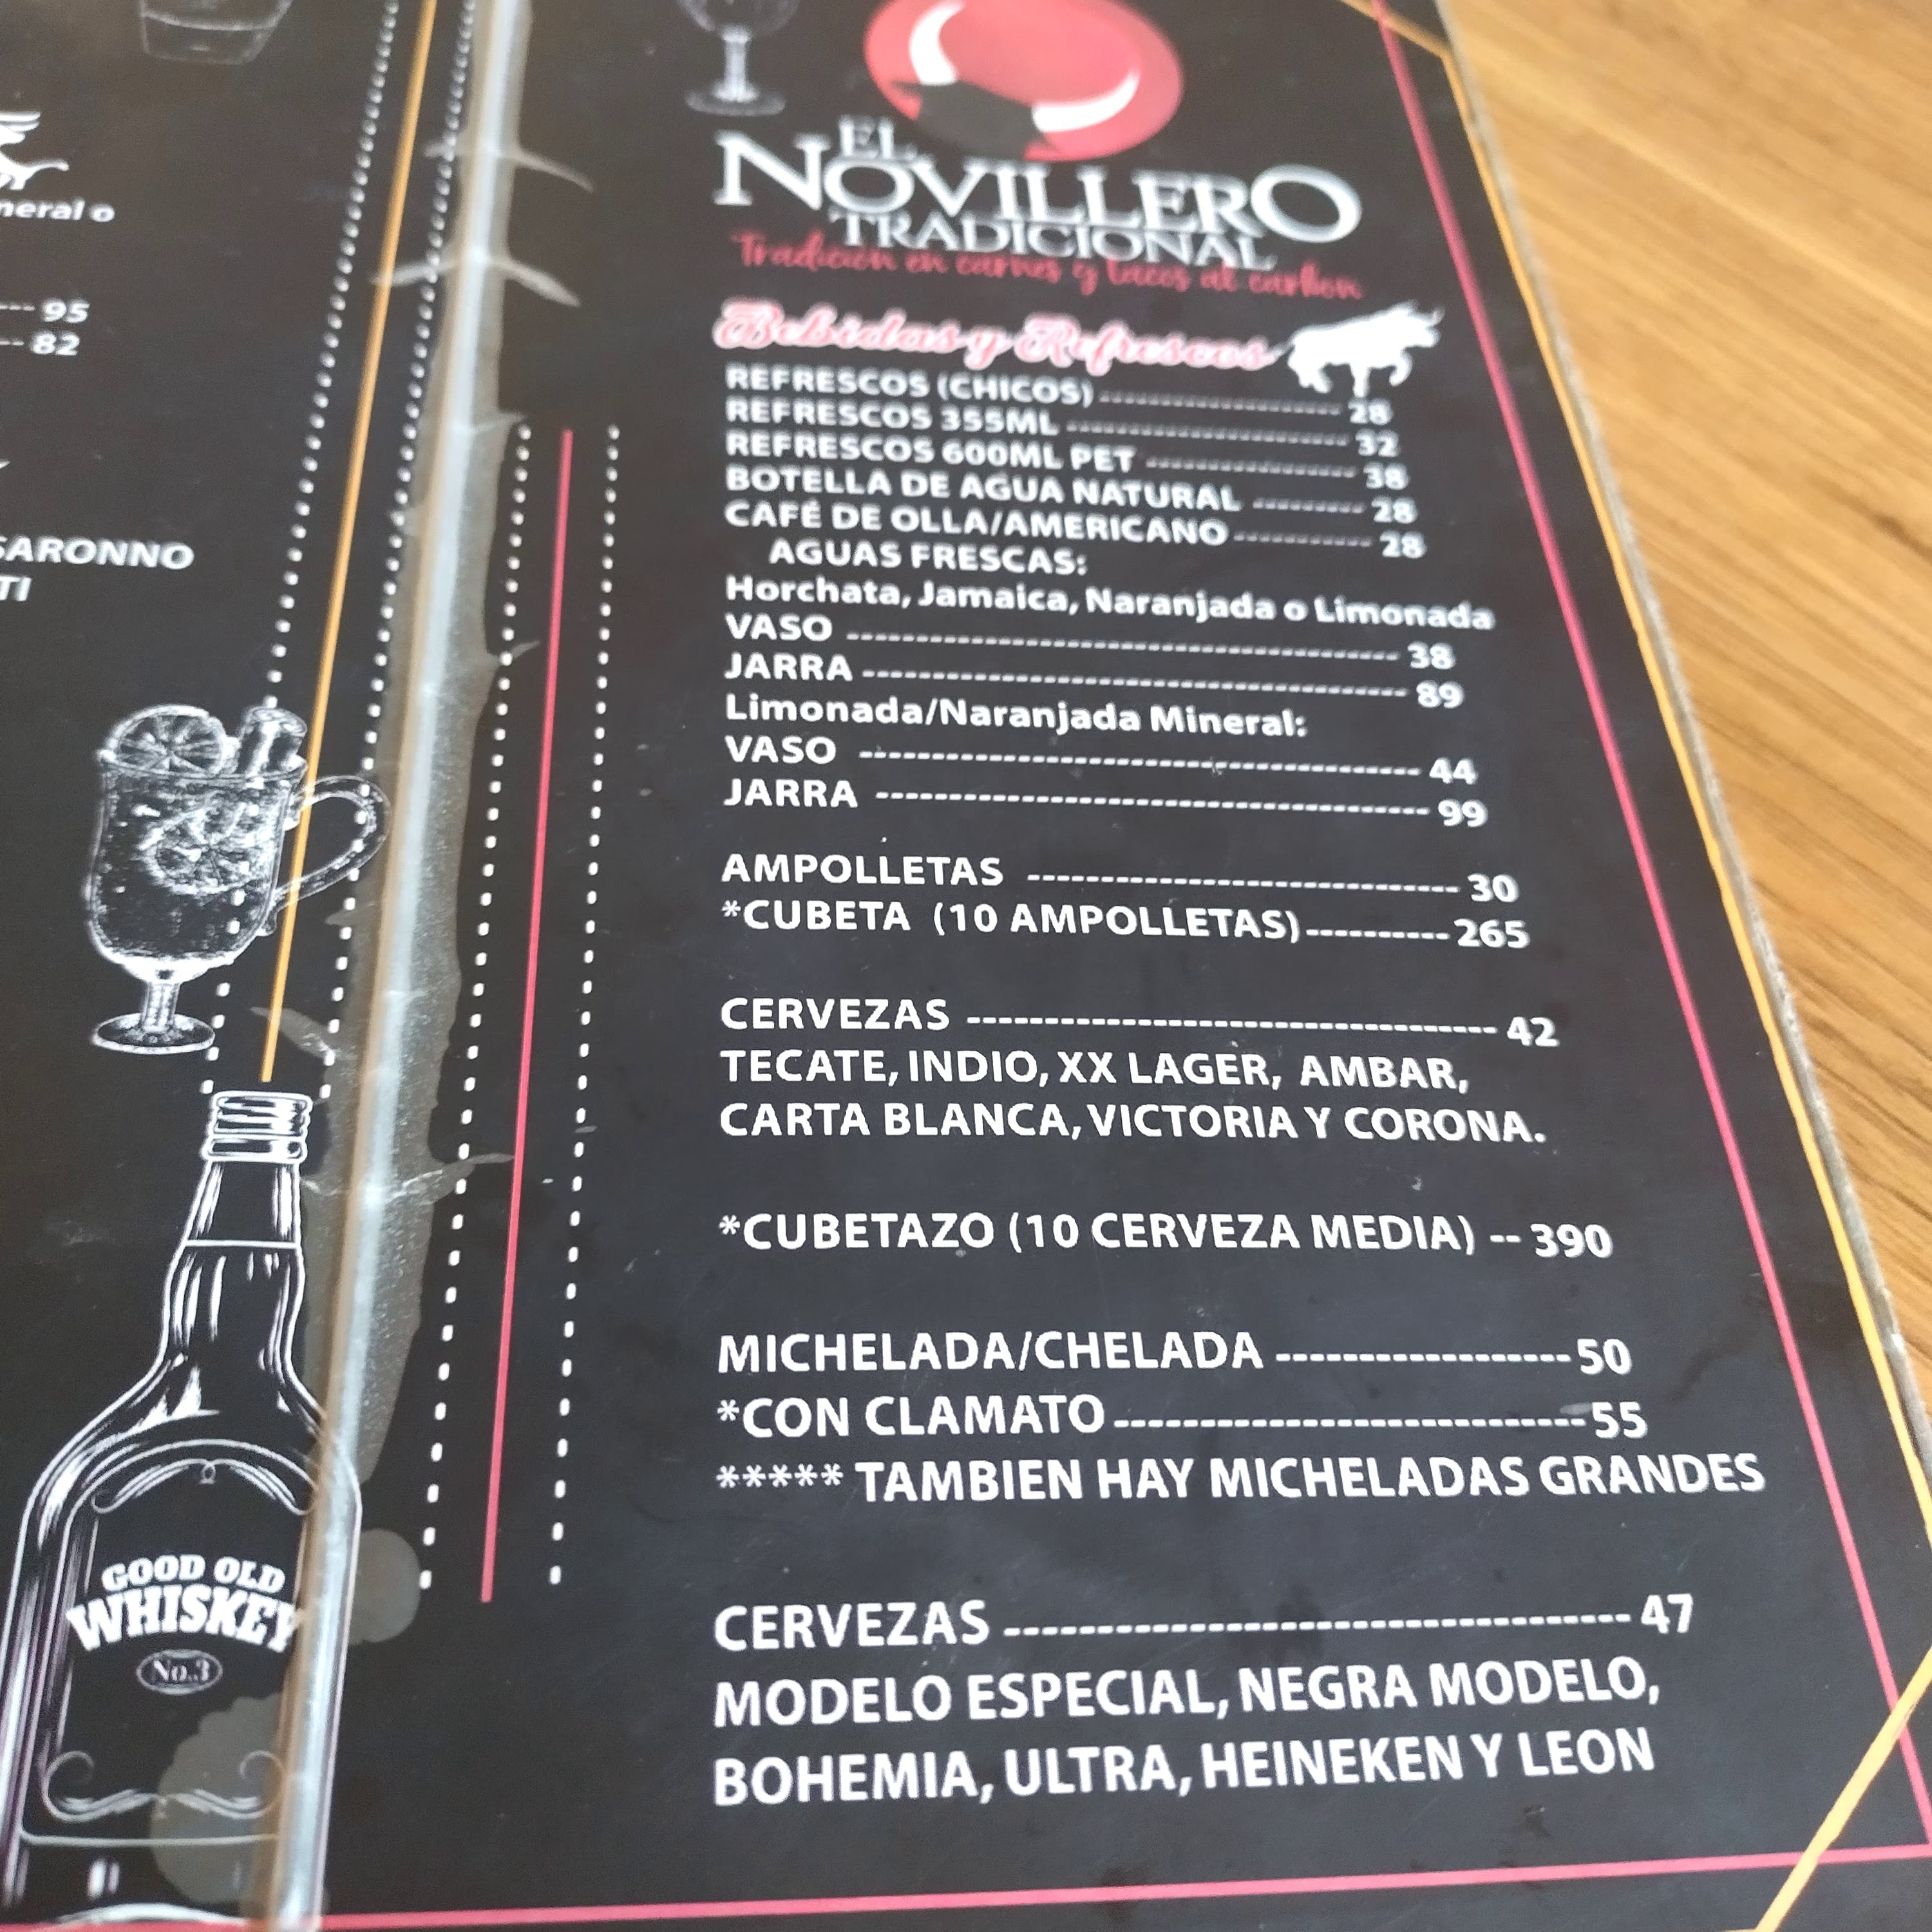 neral o
--- 95
-- 82
SARONNO
TI
GOOD OLD
WHISKEY
No.3
EL
NOVILLERO
TRADICIONAL
Tradición en carnes y tacos al carbon
Bebidas y Refrescos
REFRESCOS (CHICOS) -------------------- 28
REFRESCOS 355ML ----------------------- 32
REFRESCOS 600ML PET ----------------- 38
BOTELLA DE AGUA NATURAL --------- 28
CAFÉ DE OLLA/AMERICANO ----------- 28
AGUAS FRESCAS:
Horchata, Jamaica, Naranjada o Limonada
VASO ---------------------------------------- 38
JARRA --------------------------------------- 89
Limonada/Naranjada Mineral:
VASO ---------------------------------------- 44
JARRA --------------------------------------- 99
AMPOLLETAS ------------------------------ 30
*CUBETA (10 AMPOLLETAS)----------265
CERVEZAS ----------------------------------- 42
TECATE, INDIO, XX LAGER, AMBAR,
CARTA BLANCA, VICTORIA Y CORONA.
*CUBETAZO (10 CERVEZA MEDIA) -- 390
MICHELADA/CHELADA ------------------50
*CON CLAMATO ----------------------------55
***** TAMBIEN HAY MICHELADAS GRANDES
CERVEZAS ----------------------------------- 47
MODELO ESPECIAL, NEGRA MODELO,
BOHEMIA, ULTRA, HEINEKEN Y LEON